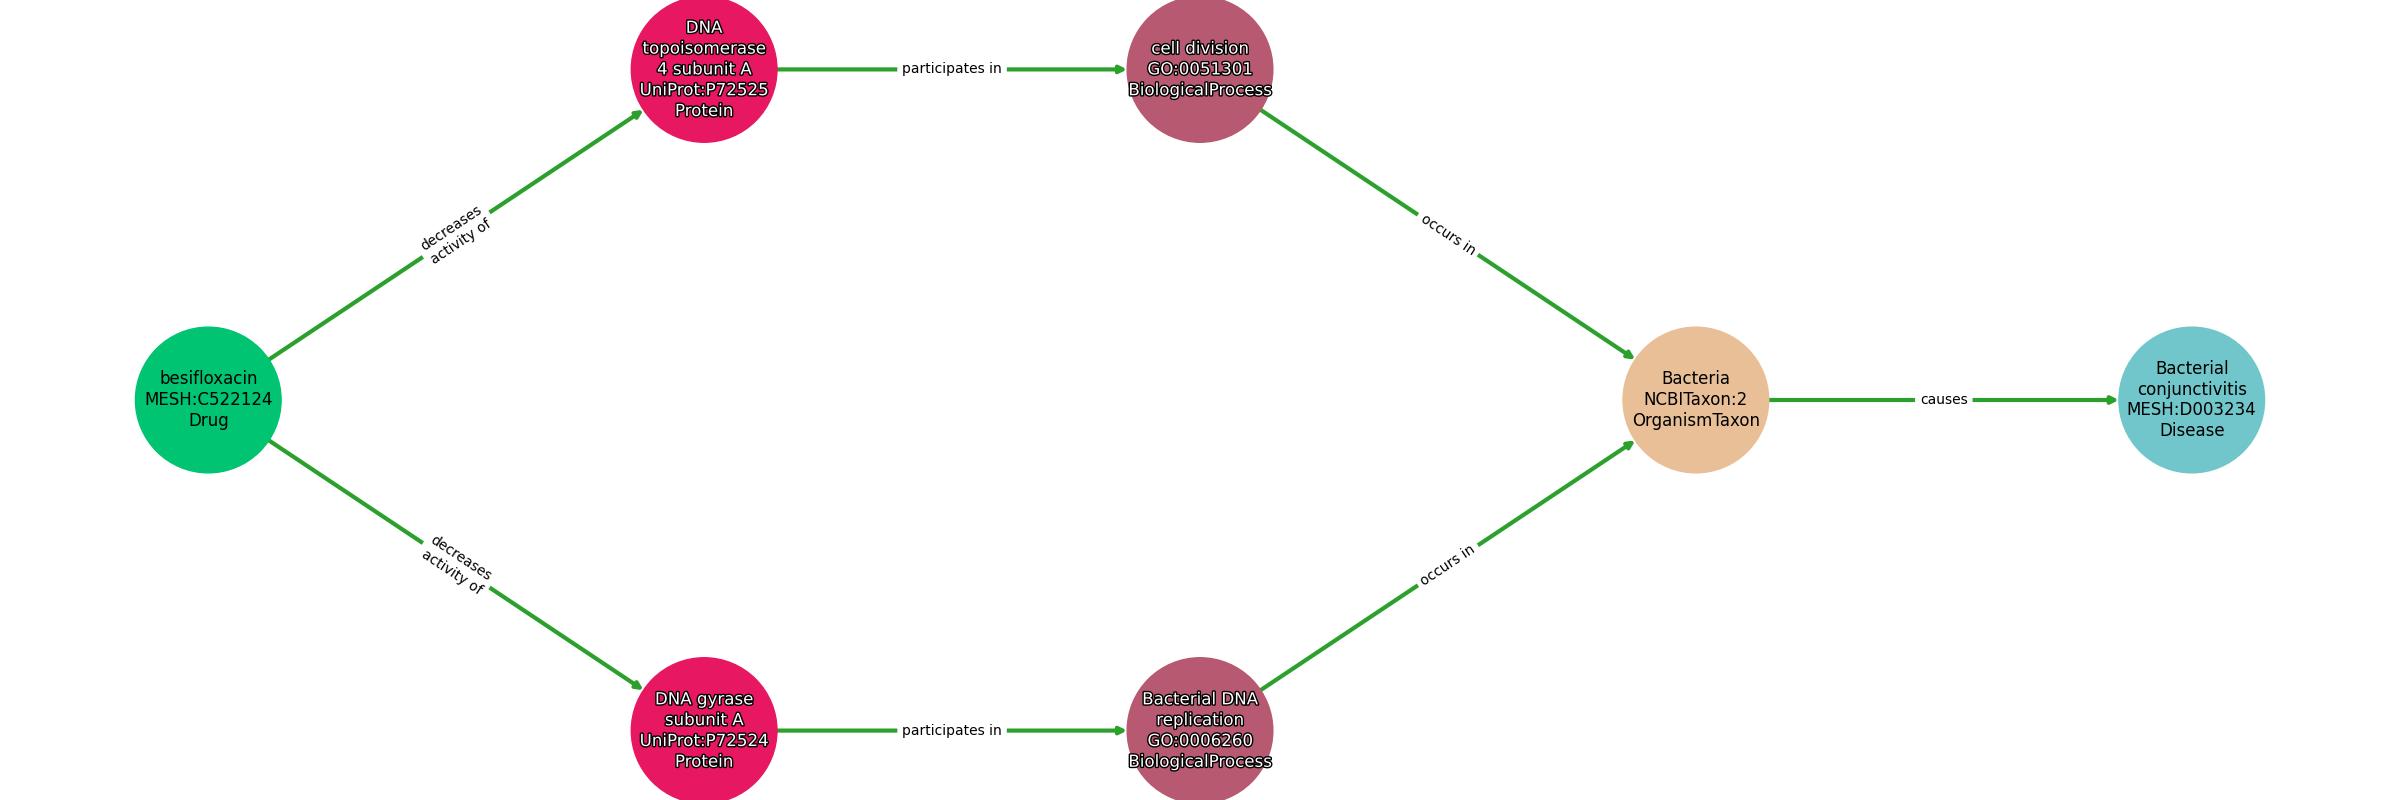 DNA
topoisomerase
4 subunit A
UniProt:P72525
Protein
participates in
cell division
GO:0051301
BiologicalProcess
decreases
activity of
occurs in
besifloxacin
MESH:C522124
Drug
Bacteria
NCBITaxon:2
OrganismTaxon
causes
Bacterial
conjunctivitis
MESH:D003234
Disease
decreases
activity of
occurs in
DNA gyrase
subunit A
UniProt:P72524
Protein
participates in
Bacterial DNA
replication
GO:0006260
BiologicalProcess